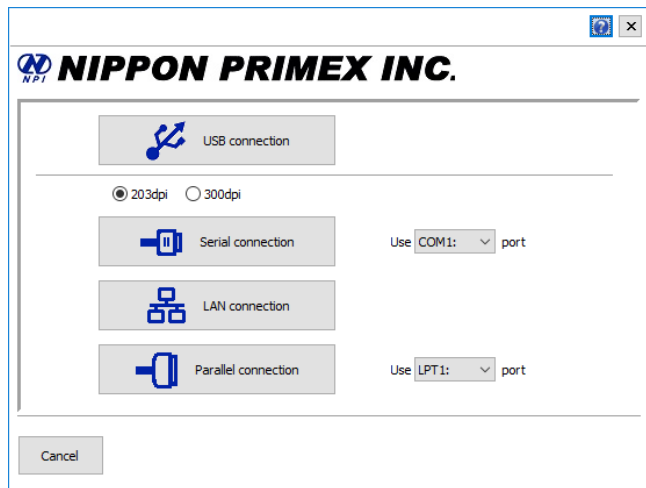 NPI
NIPPON PRIMEX INC.
USB connection
203dpi 300dpi
Serial connection Use COM1: port
LAN connection
Parallel connection Use LPT1: port
Cancel